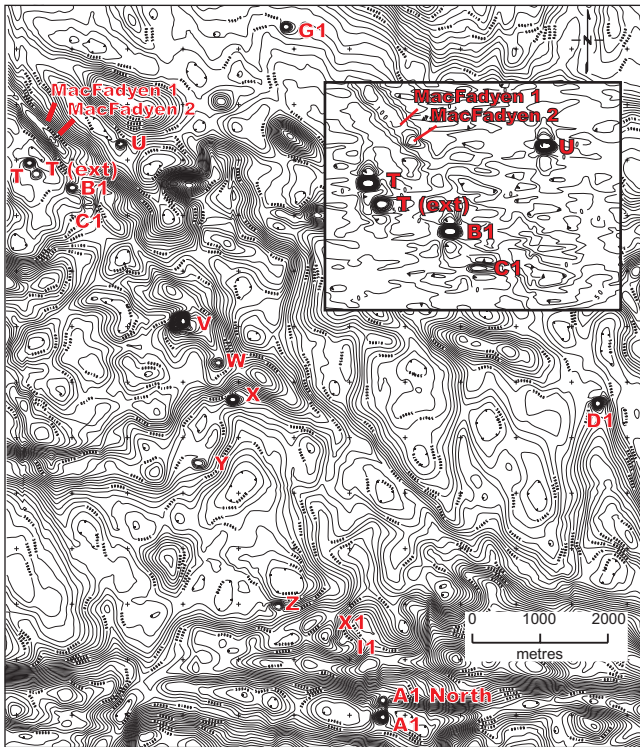 G1
N
MacFadyen 1
MacFadyen 2
U
T
T (ext)
B1
C1
MacFadyen 1
MacFadyen 2
U
T
T (ext)
B1
C1
V
W
X
D1
Y
Z
X1
I1
0 1000 2000
metres
A1 North
A1